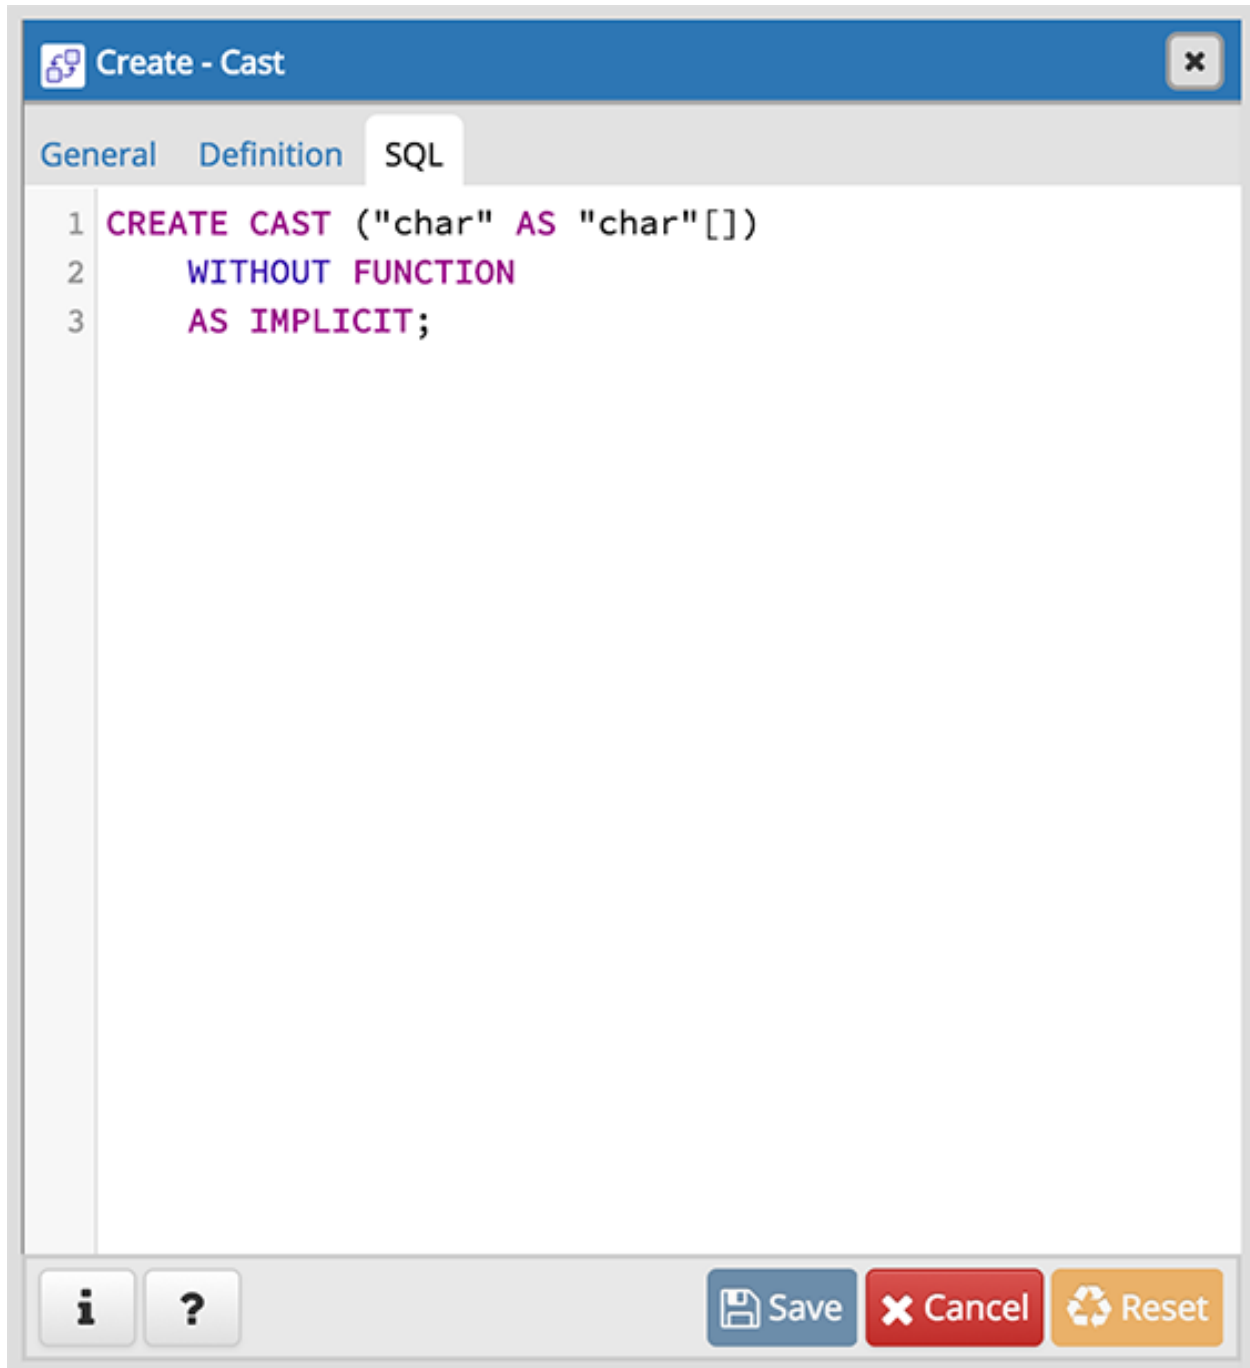 Create - Cast
General Definition SQL
1 CREATE CAST ("char" AS "char"[])
2 WITHOUT FUNCTION
3 AS IMPLICIT;
i ? Save Cancel Reset